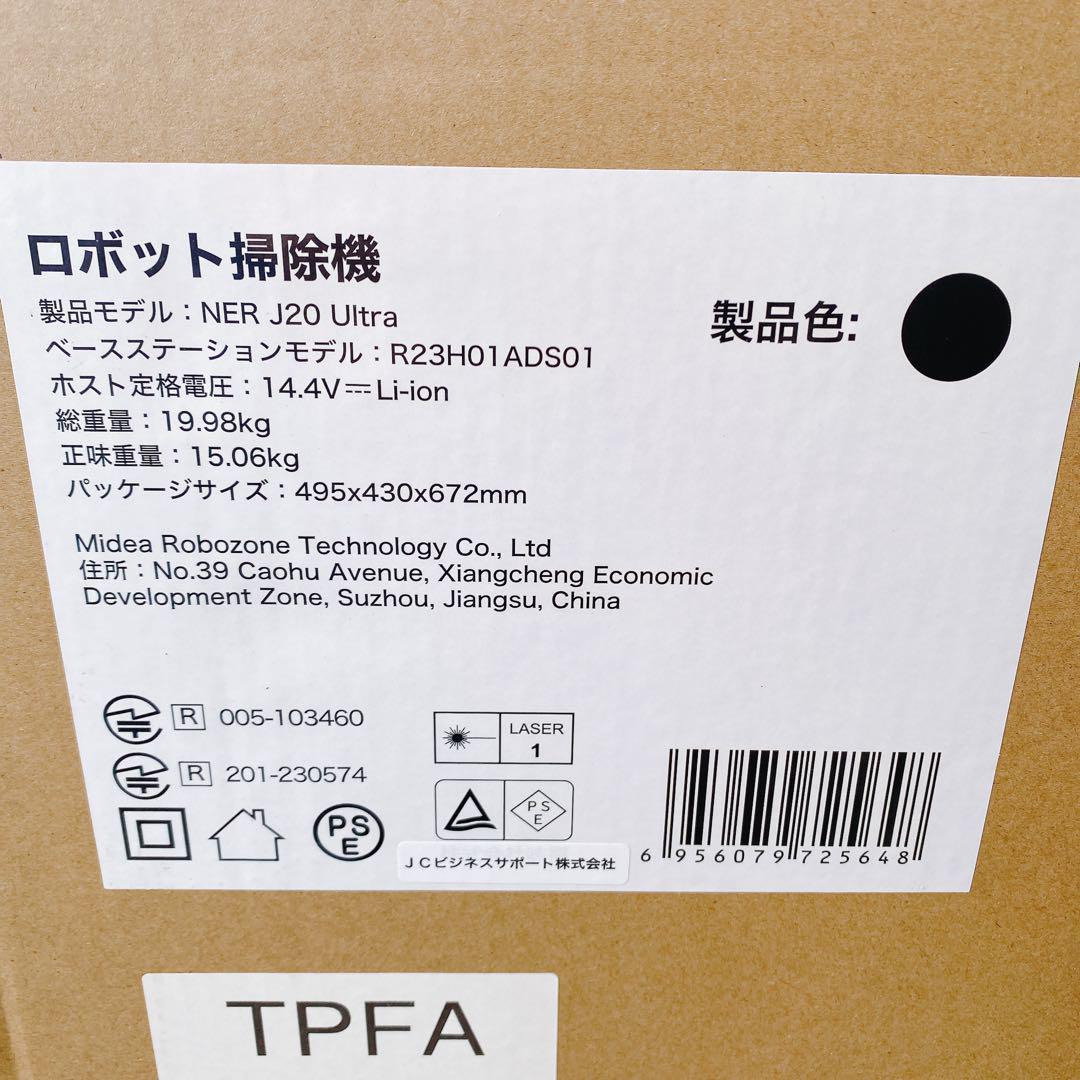 ロボット掃除機
製品モデル：NER J20 Ultra
ベースステーションモデル：R23H01ADS01
ホスト定格電圧：14.4V⎓Li-ion
総重量：19.98kg
正味重量：15.06kg
パッケージサイズ：495x430x672mm
製品色:
Midea Robozone Technology Co., Ltd
住所：No.39 Caohu Avenue, Xiangcheng Economic
Development Zone, Suzhou, Jiangsu, China
R 005-103460
R 201-230574
PSE
LASER
1
PSE
JCビジネスサポート株式会社
6 956079 725648
TPFA